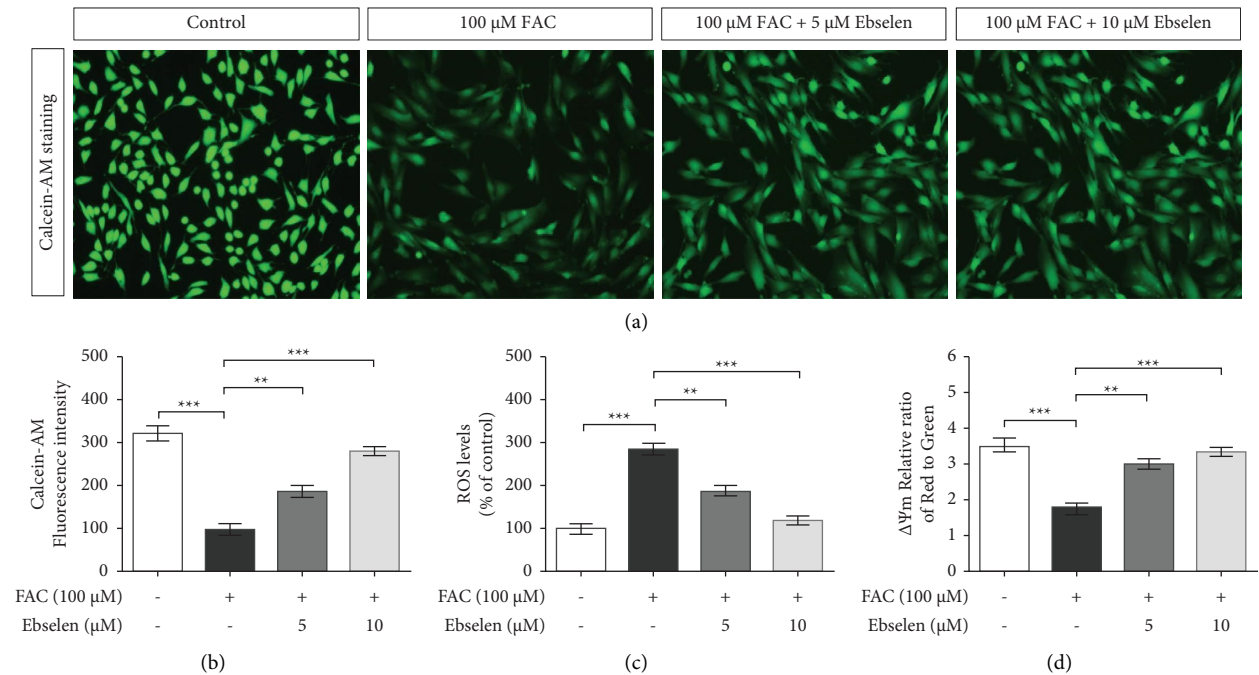 Control
100 μM FAC
100 μM FAC + 5 μM Ebselen
100 μM FAC + 10 μM Ebselen
Calcein-AM staining
(a)
Calcein-AM
Fluorescence intensity
500
400
300
200
100
0
***
**
***
FAC (100 μM) - + + +
Ebselen (μM) - - 5 10
(b)
ROS levels
(% of control)
500
400
300
200
100
0
***
**
***
FAC (100 μM) - + + +
Ebselen (μM) - - 5 10
(c)
ΔΨm Relative ratio
of Red to Green
6
5
4
3
2
1
0
***
**
***
FAC (100 μM) - + + +
Ebselen (μM) - - 5 10
(d)